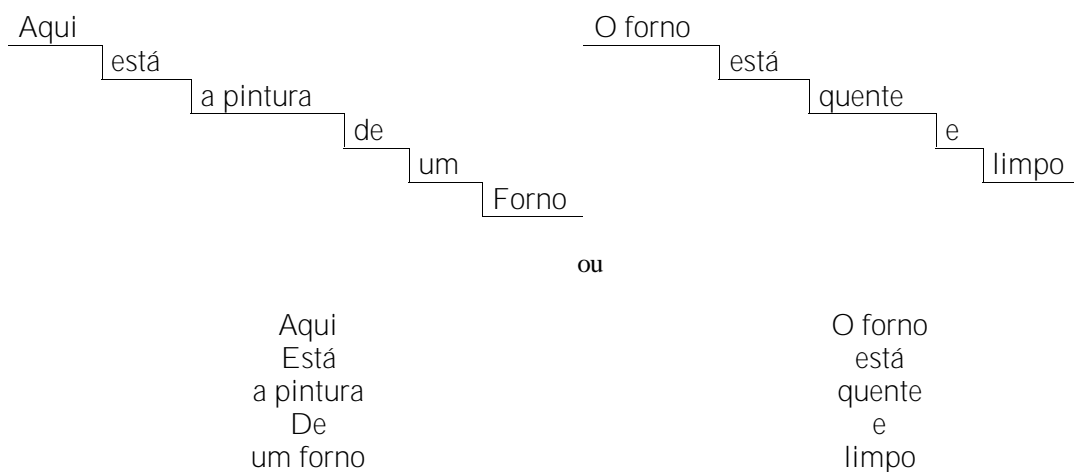 Aqui
está
a pintura
de
um
Forno
O forno
está
quente
e
limpo
ou
Aqui
Está
a pintura
De
um forno
O forno
está
quente
e
limpo